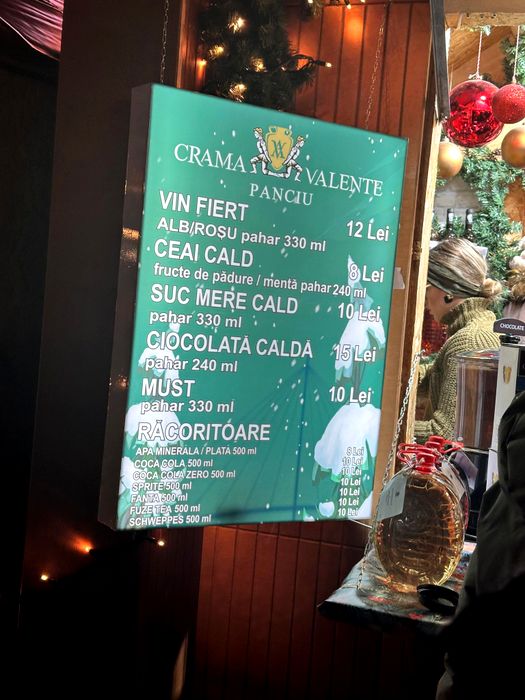 CRAMA VALENTE
PANCIU
VIN FIERT
ALB/ROȘU pahar 330 ml 12 Lei
CEAI CALD
fructe de pădure / mentă pahar 240 ml 8 Lei
SUC MERE CALD 10 Lei
pahar 330 ml
CIOCOLATĂ CALDĂ 15 Lei
pahar 240 ml
MUST 10 Lei
pahar 330 ml
RĂCORITOARE
APA MINERALA / PLATA 500 ml 8 Lei
COCA COLA 500 ml 10 Lei
COCA COLA ZERO 500 ml 10 Lei
SPRITE 500 ml 10 Lei
FANTA 500 ml 10 Lei
FUZE TEA 500 ml 10 Lei
SCHWEPPES 500 ml 10 Lei
CHOCOLATE